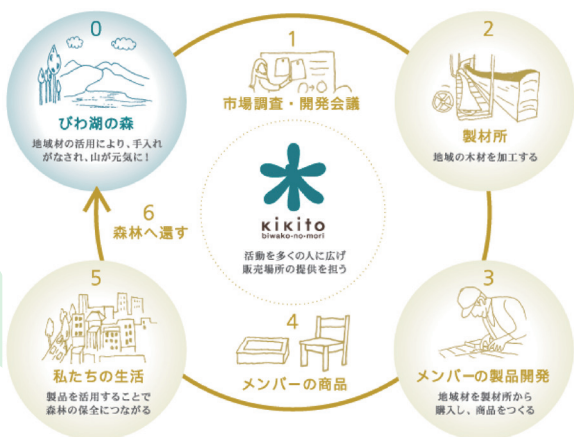 0
びわ湖の森
地域材の活用により、手入れ
がなされ、山が元気に!
1
市場調査・開発会議
2
製材所
地域の木材を加工する
kikito
biwako-no-mori
活動を多くの人に広げ
販売場所の提供を担う
3
メンバーの製品開発
地域材を製材所から
購入し、商品をつくる
4
メンバーの商品
5
私たちの生活
製品を活用することで
森林の保全につながる
6
森林へ還す